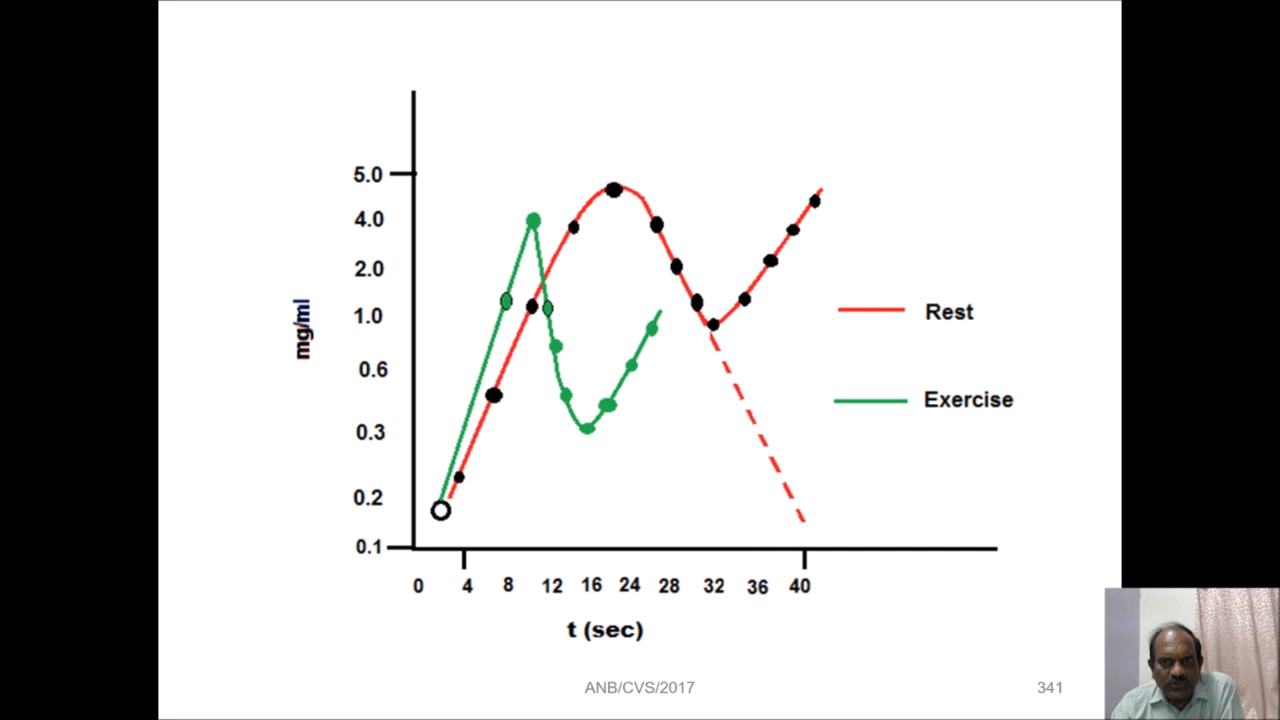 5.0
4.0
2.0
mg/ml
1.0
Rest
0.6
Exercise
0.3
0.2
0.1
0 4 8 12 16 24 28 32 36 40
t (sec)
ANB/CVS/2017 341